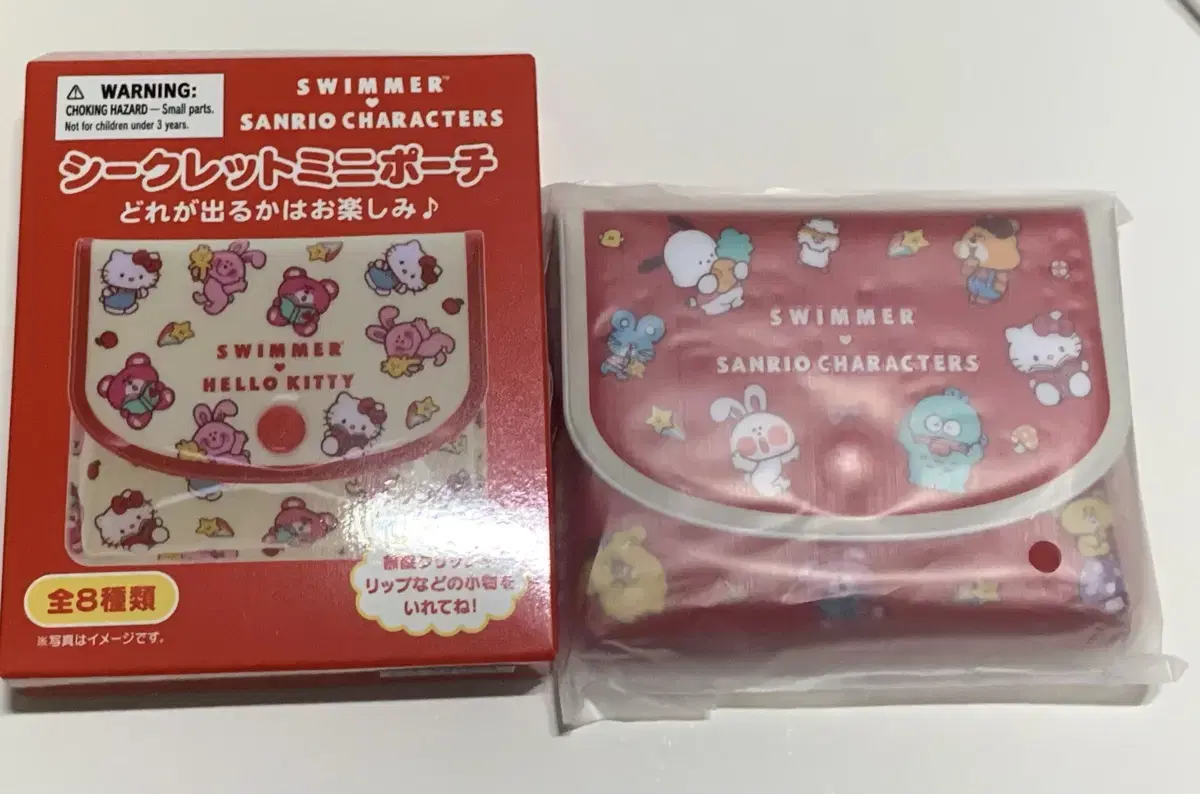 ⚠ WARNING:
CHOKING HAZARD — Small parts.
Not for children under 3 years.
SWIMMER™
♥
SANRIO CHARACTERS
シークレットミニポーチ
どれが出るかはお楽しみ♪
SWIMMER
♥
HELLO KITTY
リップなどの小物を
いれてね!
全8種類
※写真はイメージです。
SWIMMER
♥
SANRIO CHARACTERS